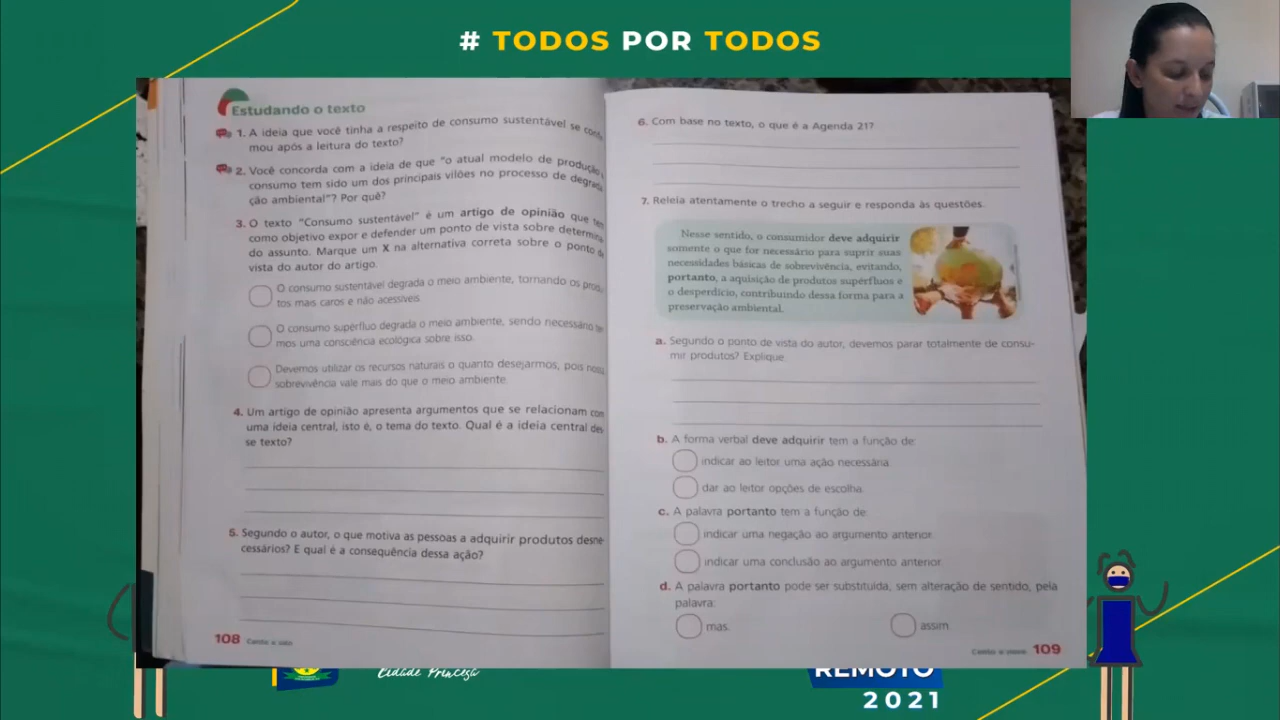 # TODOS POR TODOS
Estudando o texto
1. A ideia que você tinha a respeito de consumo sustentável se
mou após a leitura do texto?
2. Você concorda com a ideia de que "o atual modelo de produção
consumo tem sido um dos principais vilões no processo de degrada
ção ambiental"? Por quê?
3. O texto "Consumo sustentável" é um artigo de opinião que
como objetivo expor e defender um ponto de vista sobre determina
do assunto. Marque um X na alternativa correta sobre o ponto
vista do autor do artigo.
O consumo sustentável degrada o meio ambiente, tornando os
tos mais caros e não acessíveis.
O consumo supérfluo degrada o meio ambiente, sendo necessário
mos uma consciência ecológica sobre isso.
Devemos utilizar os recursos naturais o quanto desejarmos, pois
sobrevivência vale mais do que o meio ambiente.
4. Um artigo de opinião apresenta argumentos que se relacionam com
uma ideia central, isto é, o tema do texto. Qual é a ideia central des
se texto?
5. Segundo o autor, o que motiva as pessoas a adquirir produtos desne
cessários? E qual é a consequência dessa ação?
108 Cento e oito
6. Com base no texto, o que é a Agenda 21?
7. Releia atentamente o trecho a seguir e responda às questões.
Nesse sentido, o consumidor deve adquirir
somente o que for necessário para suprir suas
necessidades básicas de sobrevivência, evitando,
portanto, a aquisição de produtos supérfluos e
o desperdício, contribuindo dessa forma para a
preservação ambiental.
a. Segundo o ponto de vista do autor, devemos parar totalmente de consu-
mir produtos? Explique.
b. A forma verbal deve adquirir tem a função de:
indicar ao leitor uma ação necessária.
dar ao leitor opções de escolha.
c. A palavra portanto tem a função de:
indicar uma negação ao argumento anterior.
indicar uma conclusão ao argumento anterior.
d. A palavra portanto pode ser substituída, sem alteração de sentido, pela
palavra:
mas. assim.
Cento e nove 109
Cidade Princesa
REMOTO
2021